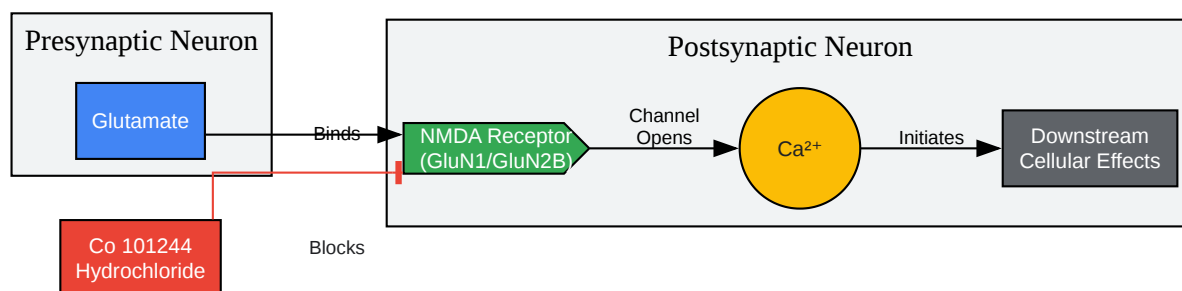 Presynaptic Neuron
Glutamate
Binds
Postsynaptic Neuron
NMDA Receptor
(GluN1/GluN2B)
Channel
Opens
Ca²⁺
Initiates
Downstream
Cellular Effects
Co 101244
Hydrochloride
Blocks